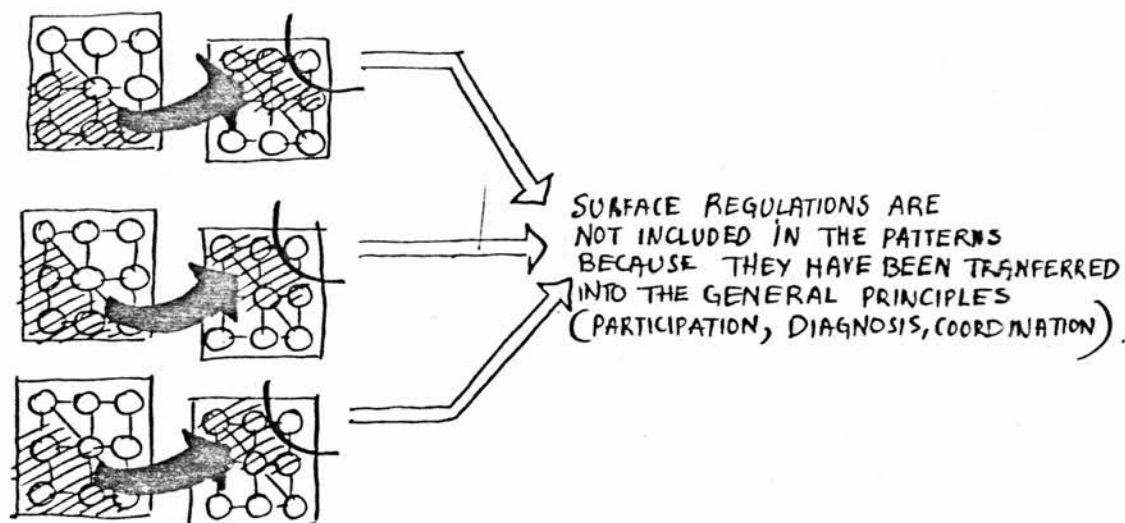 SURFACE REGULATIONS ARE
NOT INCLUDED IN THE PATTERNS
BECAUSE THEY HAVE BEEN TRANFERRED
INTO THE GENERAL PRINCIPLES
(PARTICIPATION, DIAGNOSIS, COORDINATION).